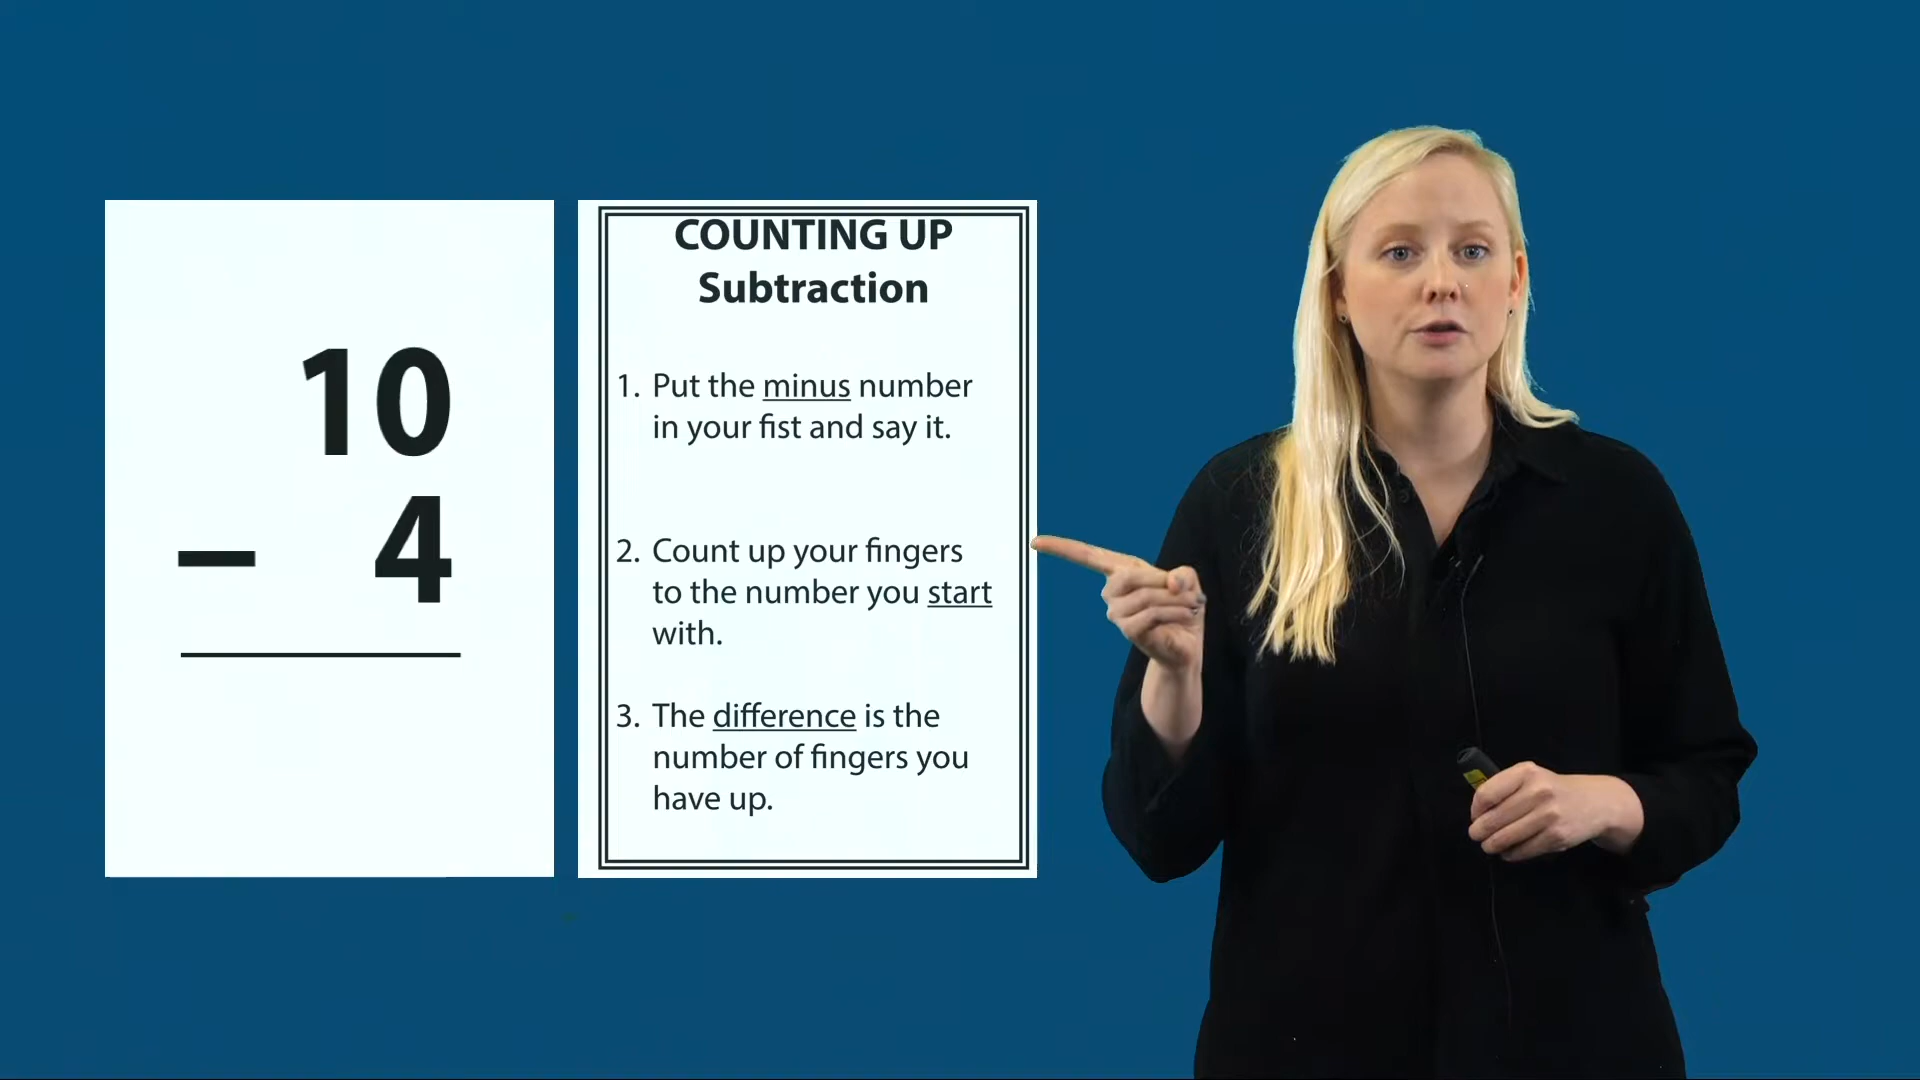 10
– 4
COUNTING UP
Subtraction
1. Put the minus number
in your fist and say it.
2. Count up your fingers
to the number you start
with.
3. The difference is the
number of fingers you
have up.